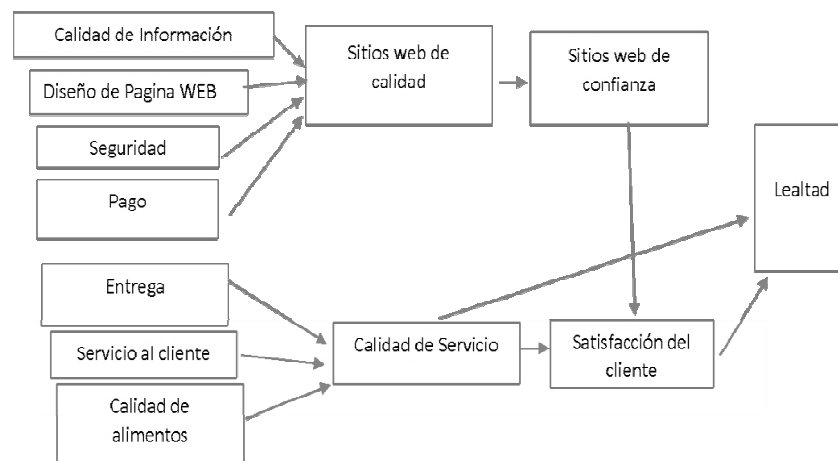 Calidad de Información
Diseño de Pagina WEB
Seguridad
Pago
Sitios web de
calidad
Sitios web de
confianza
Lealtad
Entrega
Servicio al cliente
Calidad de
alimentos
Calidad de Servicio
Satisfacción del
cliente